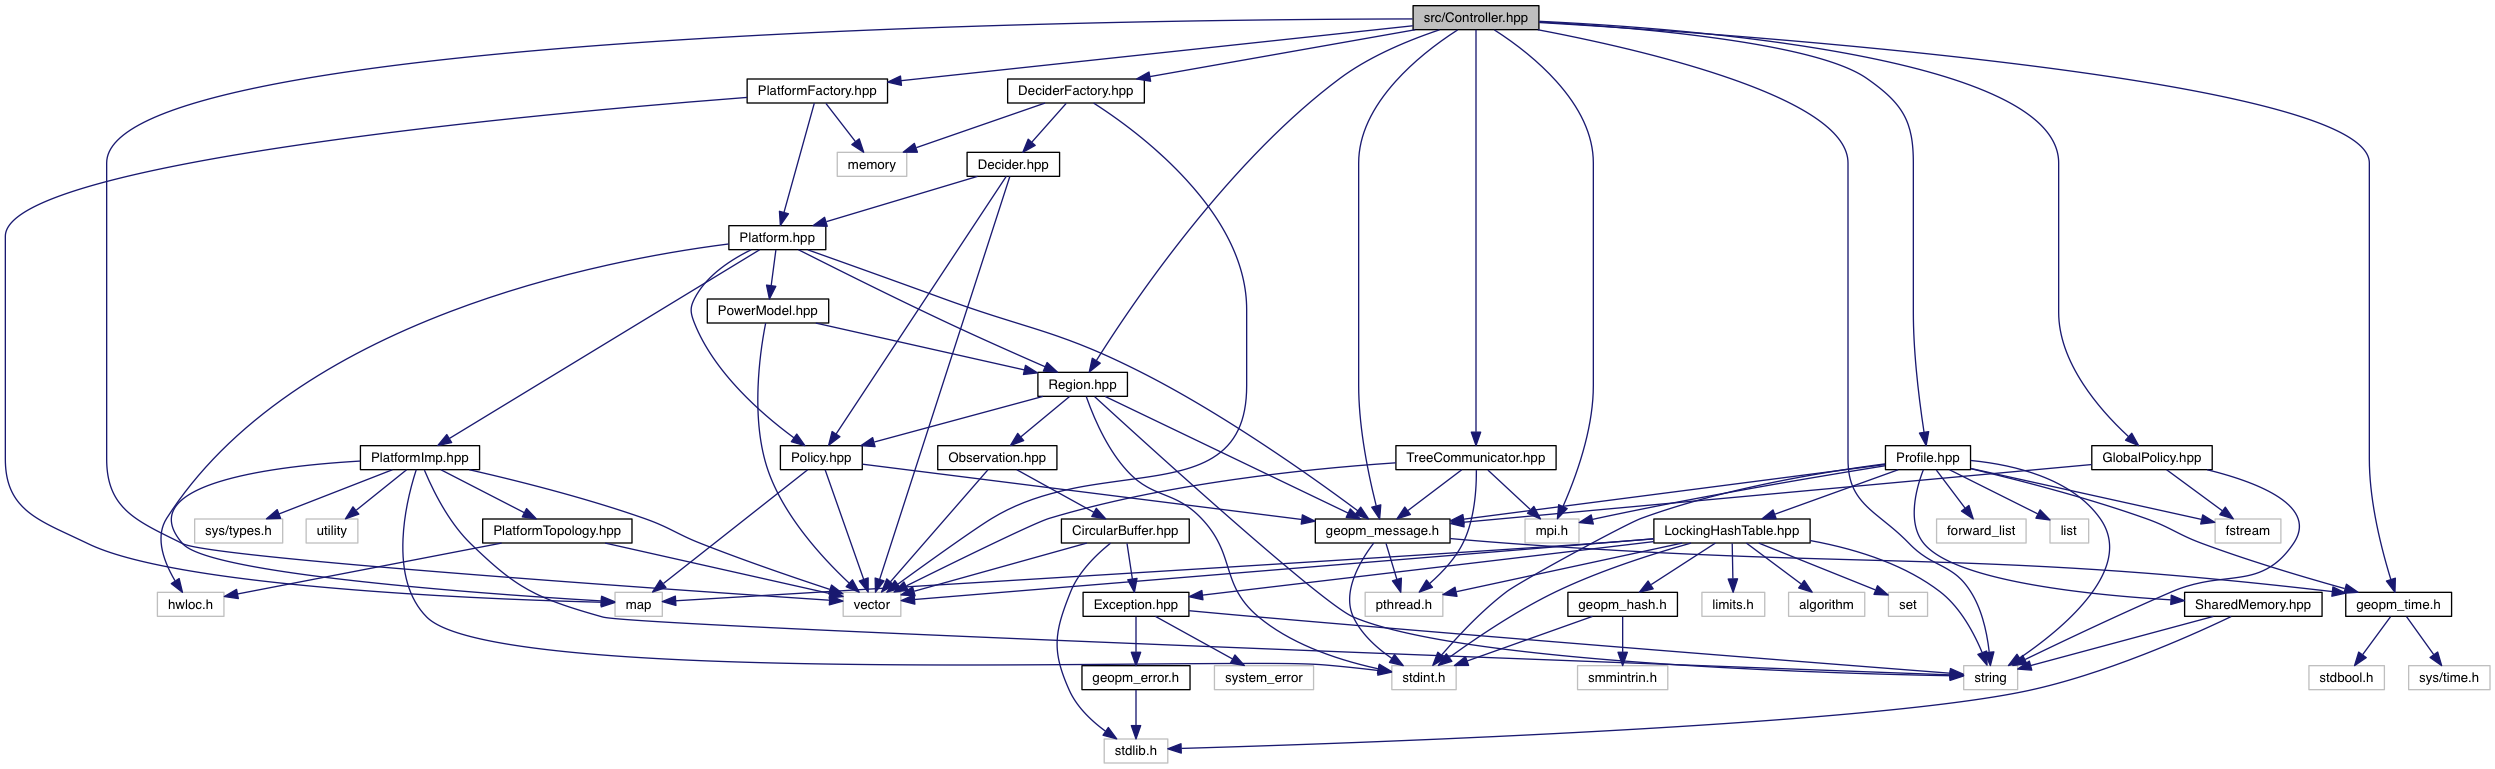 src/Controller.hpp
PlatformFactory.hpp
DeciderFactory.hpp
memory
Decider.hpp
Platform.hpp
PowerModel.hpp
Region.hpp
PlatformImp.hpp
Policy.hpp
Observation.hpp
TreeCommunicator.hpp
Profile.hpp
GlobalPolicy.hpp
sys/types.h
utility
PlatformTopology.hpp
CircularBuffer.hpp
geopm_message.h
mpi.h
LockingHashTable.hpp
forward_list
list
fstream
hwloc.h
map
vector
Exception.hpp
pthread.h
geopm_hash.h
limits.h
algorithm
set
SharedMemory.hpp
geopm_time.h
geopm_error.h
system_error
stdint.h
smmintrin.h
string
stdbool.h
sys/time.h
stdlib.h